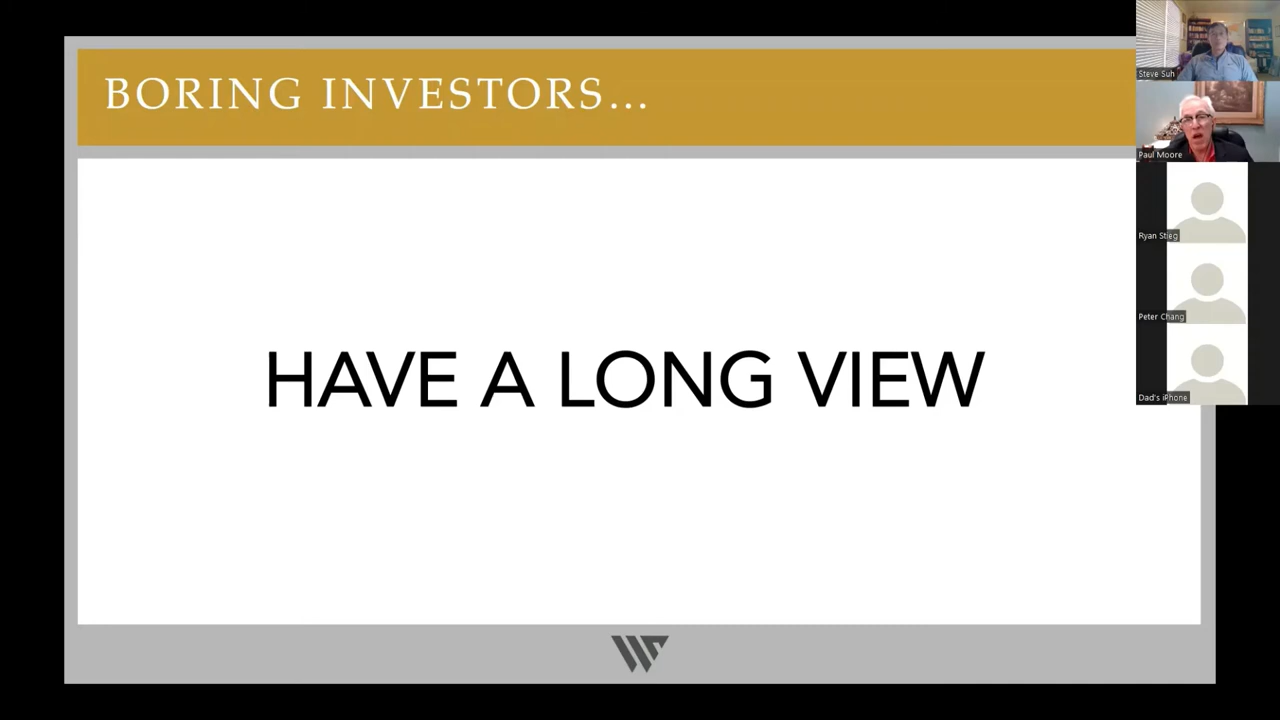 BORING INVESTORS...
HAVE A LONG VIEW
Steve Suh
Paul Moore
Ryan Stieg
Peter Chang
Dad's iPhone